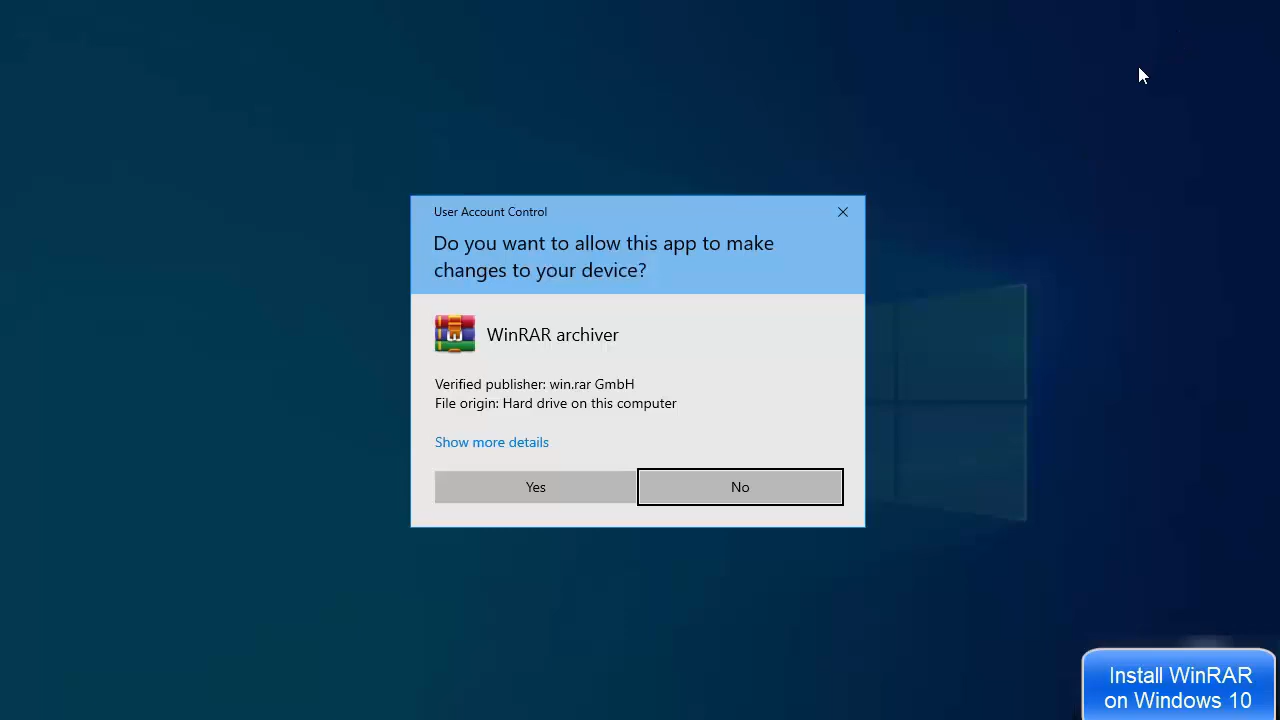 User Account Control
Do you want to allow this app to make
changes to your device?
WinRAR archiver
Verified publisher: win.rar GmbH
File origin: Hard drive on this computer
Show more details
Yes
No
Install WinRAR
on Windows 10